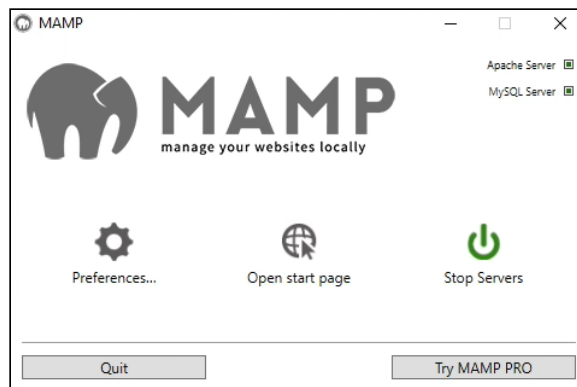 MAMP
Apache Server
MySQL Server
MAMP
manage your websites locally
Preferences...
Open start page
Stop Servers
Quit
Try MAMP PRO